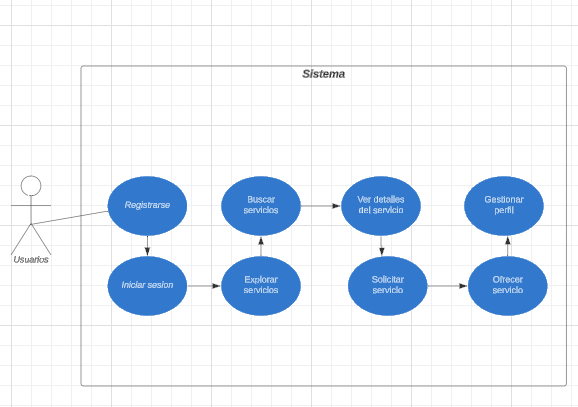 Sistema
Registrarse
Buscar
servicios
Ver detalles
del servicio
Gestionar
perfil
Usuarios
Iniciar sesion
Explorar
servicios
Solicitar
servicio
Ofrecer
servicio